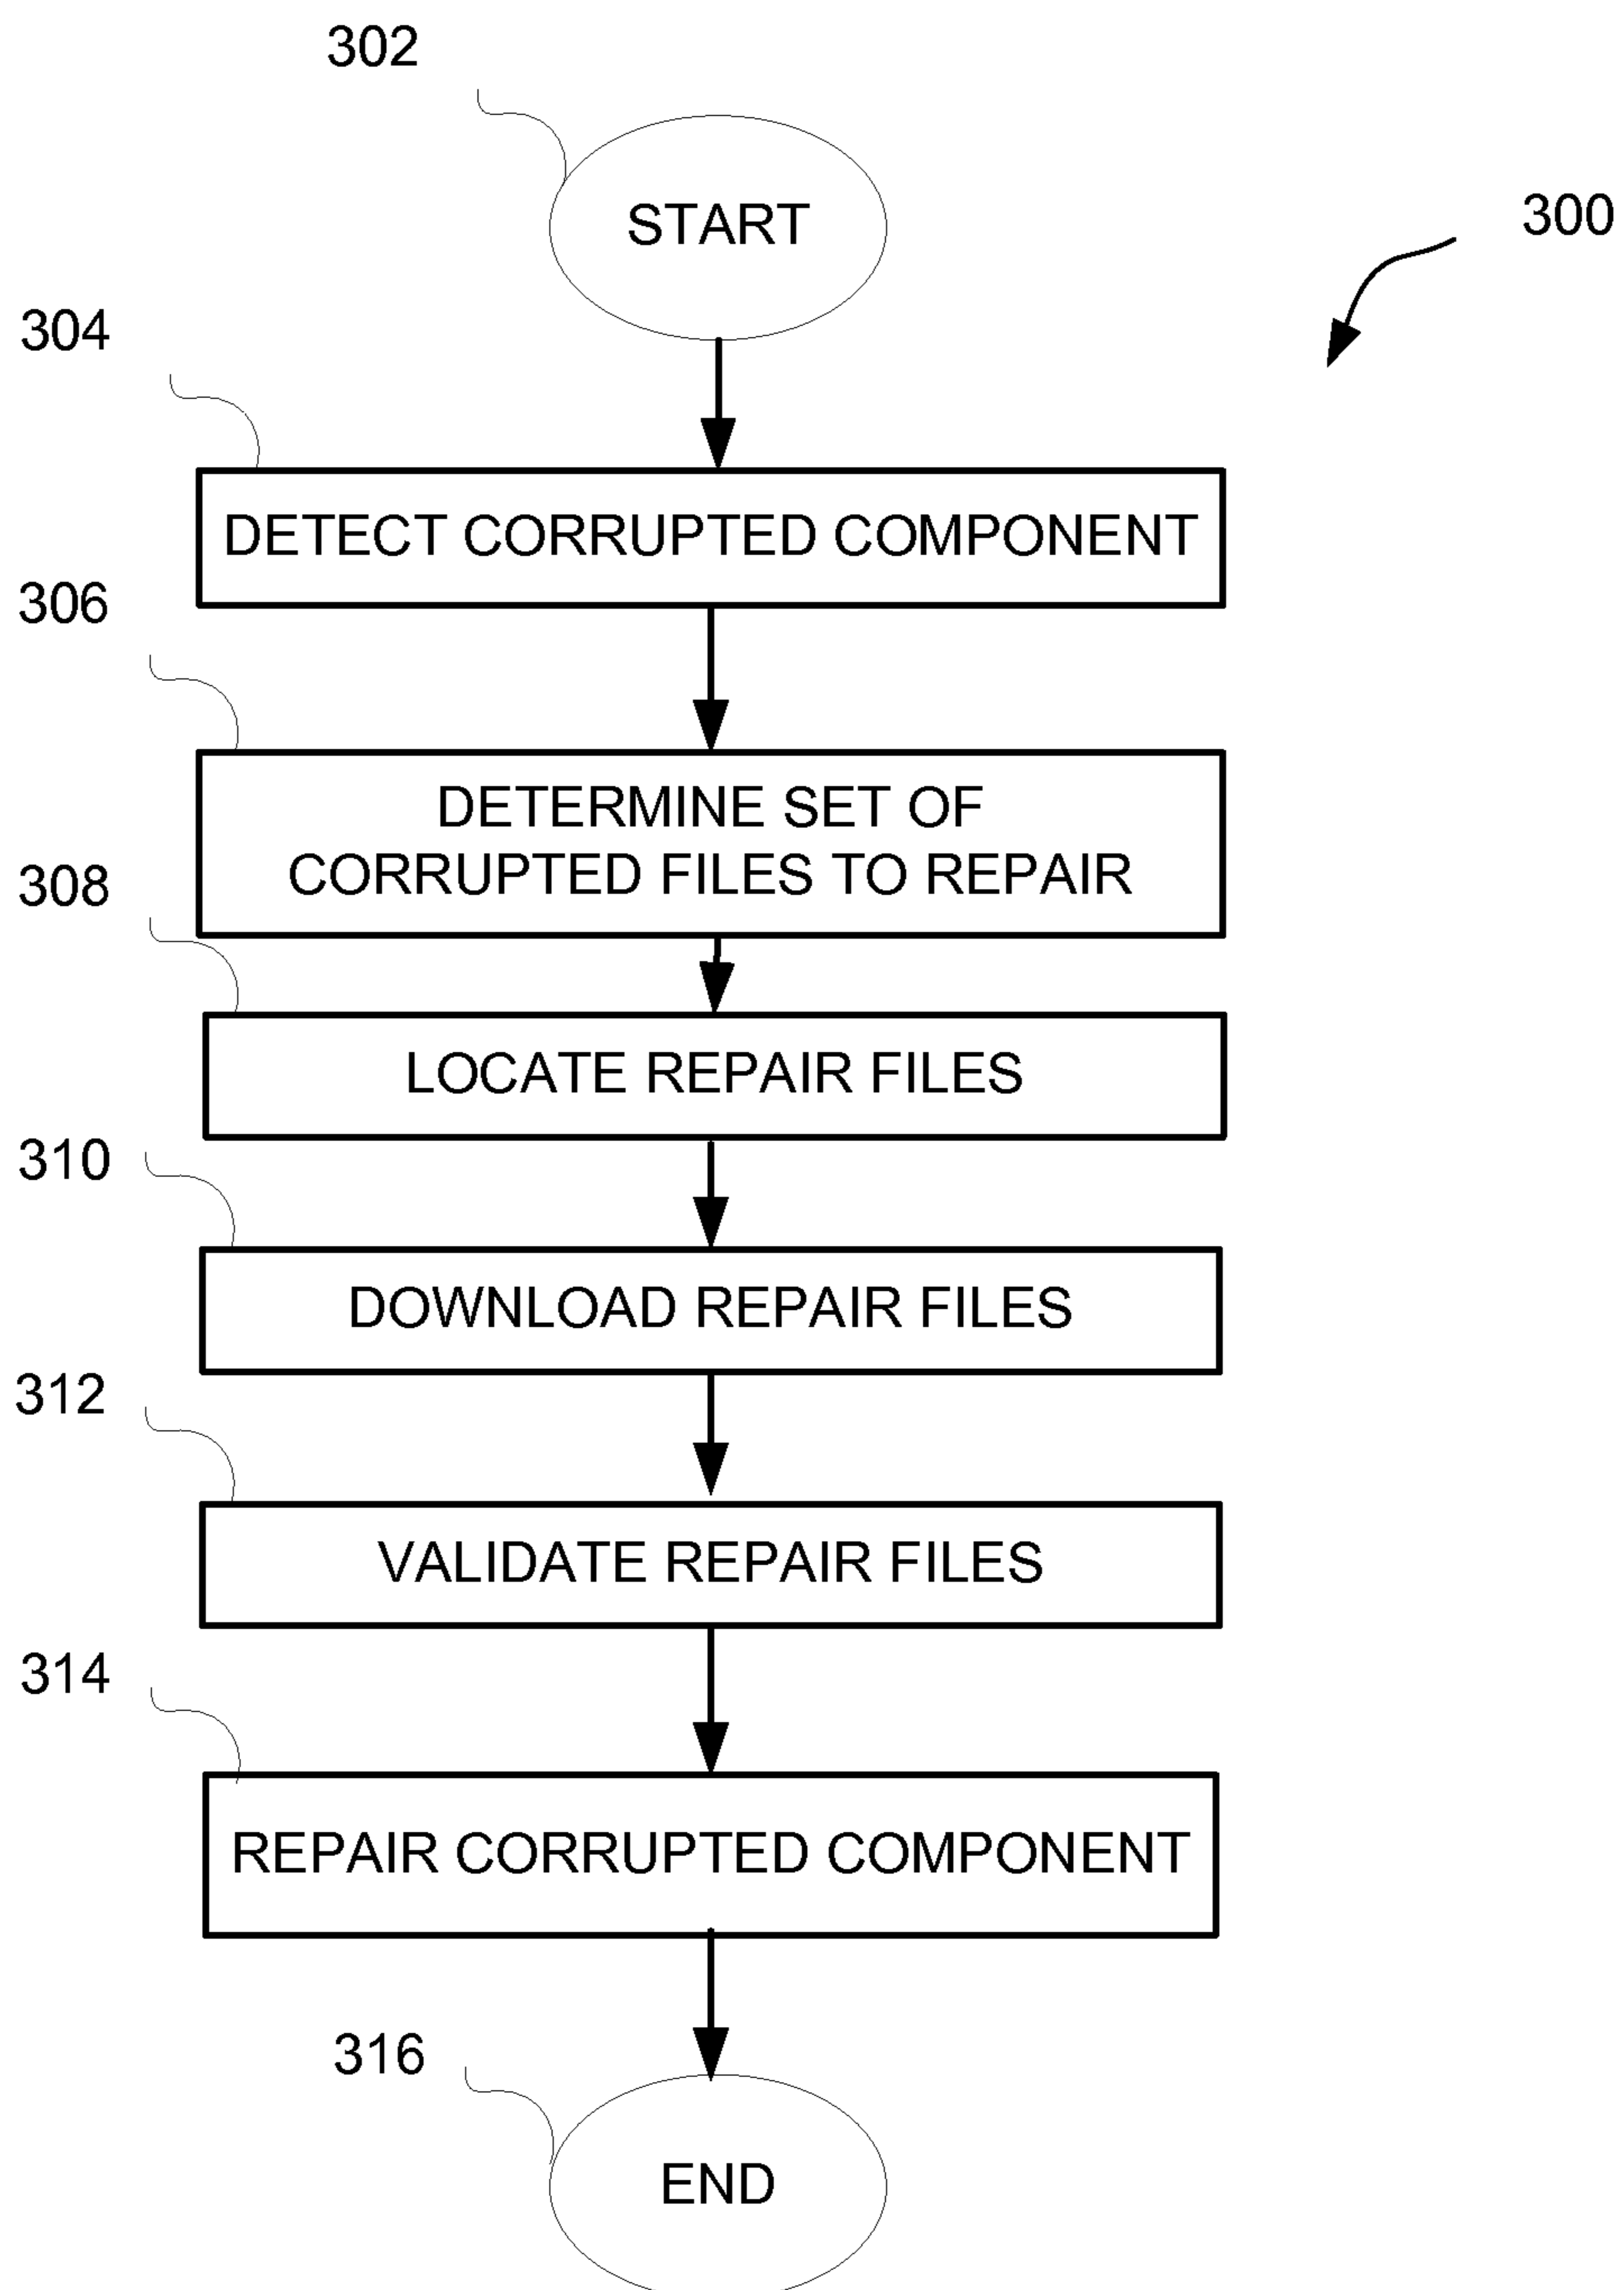 302
START
300
304
DETECT CORRUPTED COMPONENT
306
DETERMINE SET OF
CORRUPTED FILES TO REPAIR
308
LOCATE REPAIR FILES
310
DOWNLOAD REPAIR FILES
312
VALIDATE REPAIR FILES
314
REPAIR CORRUPTED COMPONENT
316
END